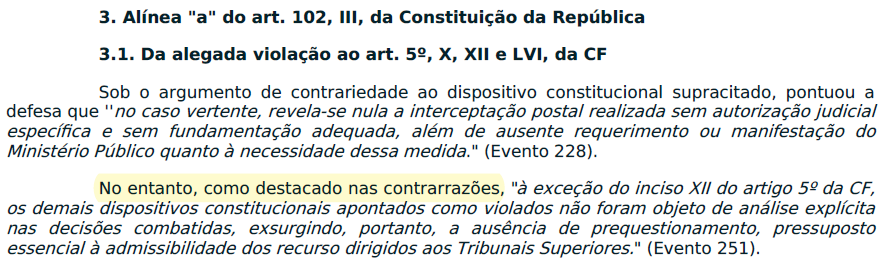 3. Alínea "a" do art. 102, III, da Constituição da República
3.1. Da alegada violação ao art. 5º, X, XII e LVI, da CF
Sob o argumento de contrariedade ao dispositivo constitucional supracitado, pontuou a
defesa que ''no caso vertente, revela-se nula a interceptação postal realizada sem autorização judicial
específica e sem fundamentação adequada, além de ausente requerimento ou manifestação do
Ministério Público quanto à necessidade dessa medida." (Evento 228).
No entanto, como destacado nas contrarrazões, "à exceção do inciso XII do artigo 5º da CF,
os demais dispositivos constitucionais apontados como violados não foram objeto de análise explícita
nas decisões combatidas, exsurgindo, portanto, a ausência de prequestionamento, pressuposto
essencial à admissibilidade dos recurso dirigidos aos Tribunais Superiores." (Evento 251).